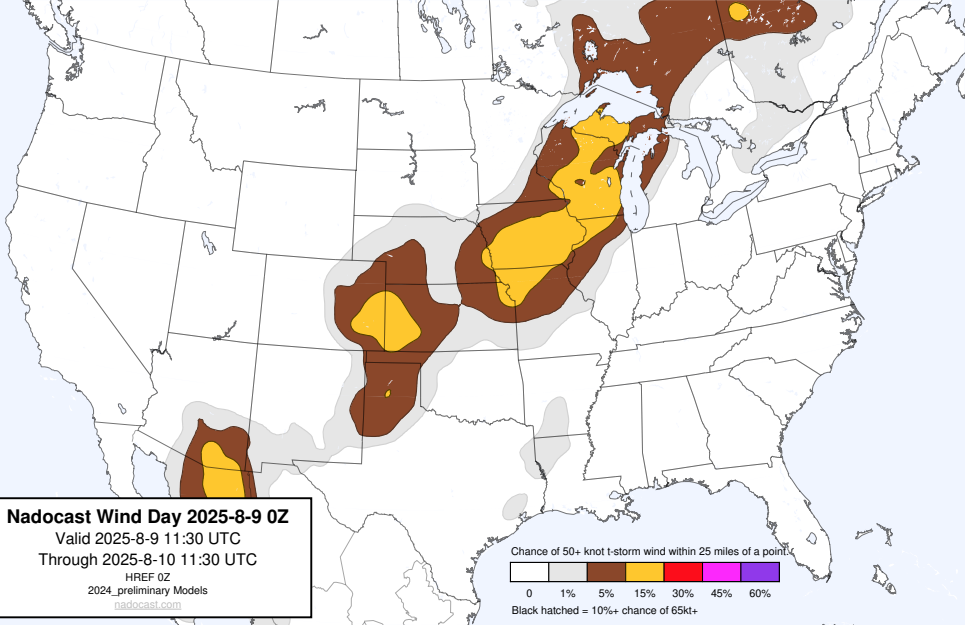 Nadocast Wind Day 2025-8-9 0Z
Valid 2025-8-9 11:30 UTC
Through 2025-8-10 11:30 UTC
HREF 0Z
2024_preliminary Models
nadocast.com
Chance of 50+ knot t-storm wind within 25 miles of a point.
0 1% 5% 15% 30% 45% 60%
Black hatched = 10%+ chance of 65kt+